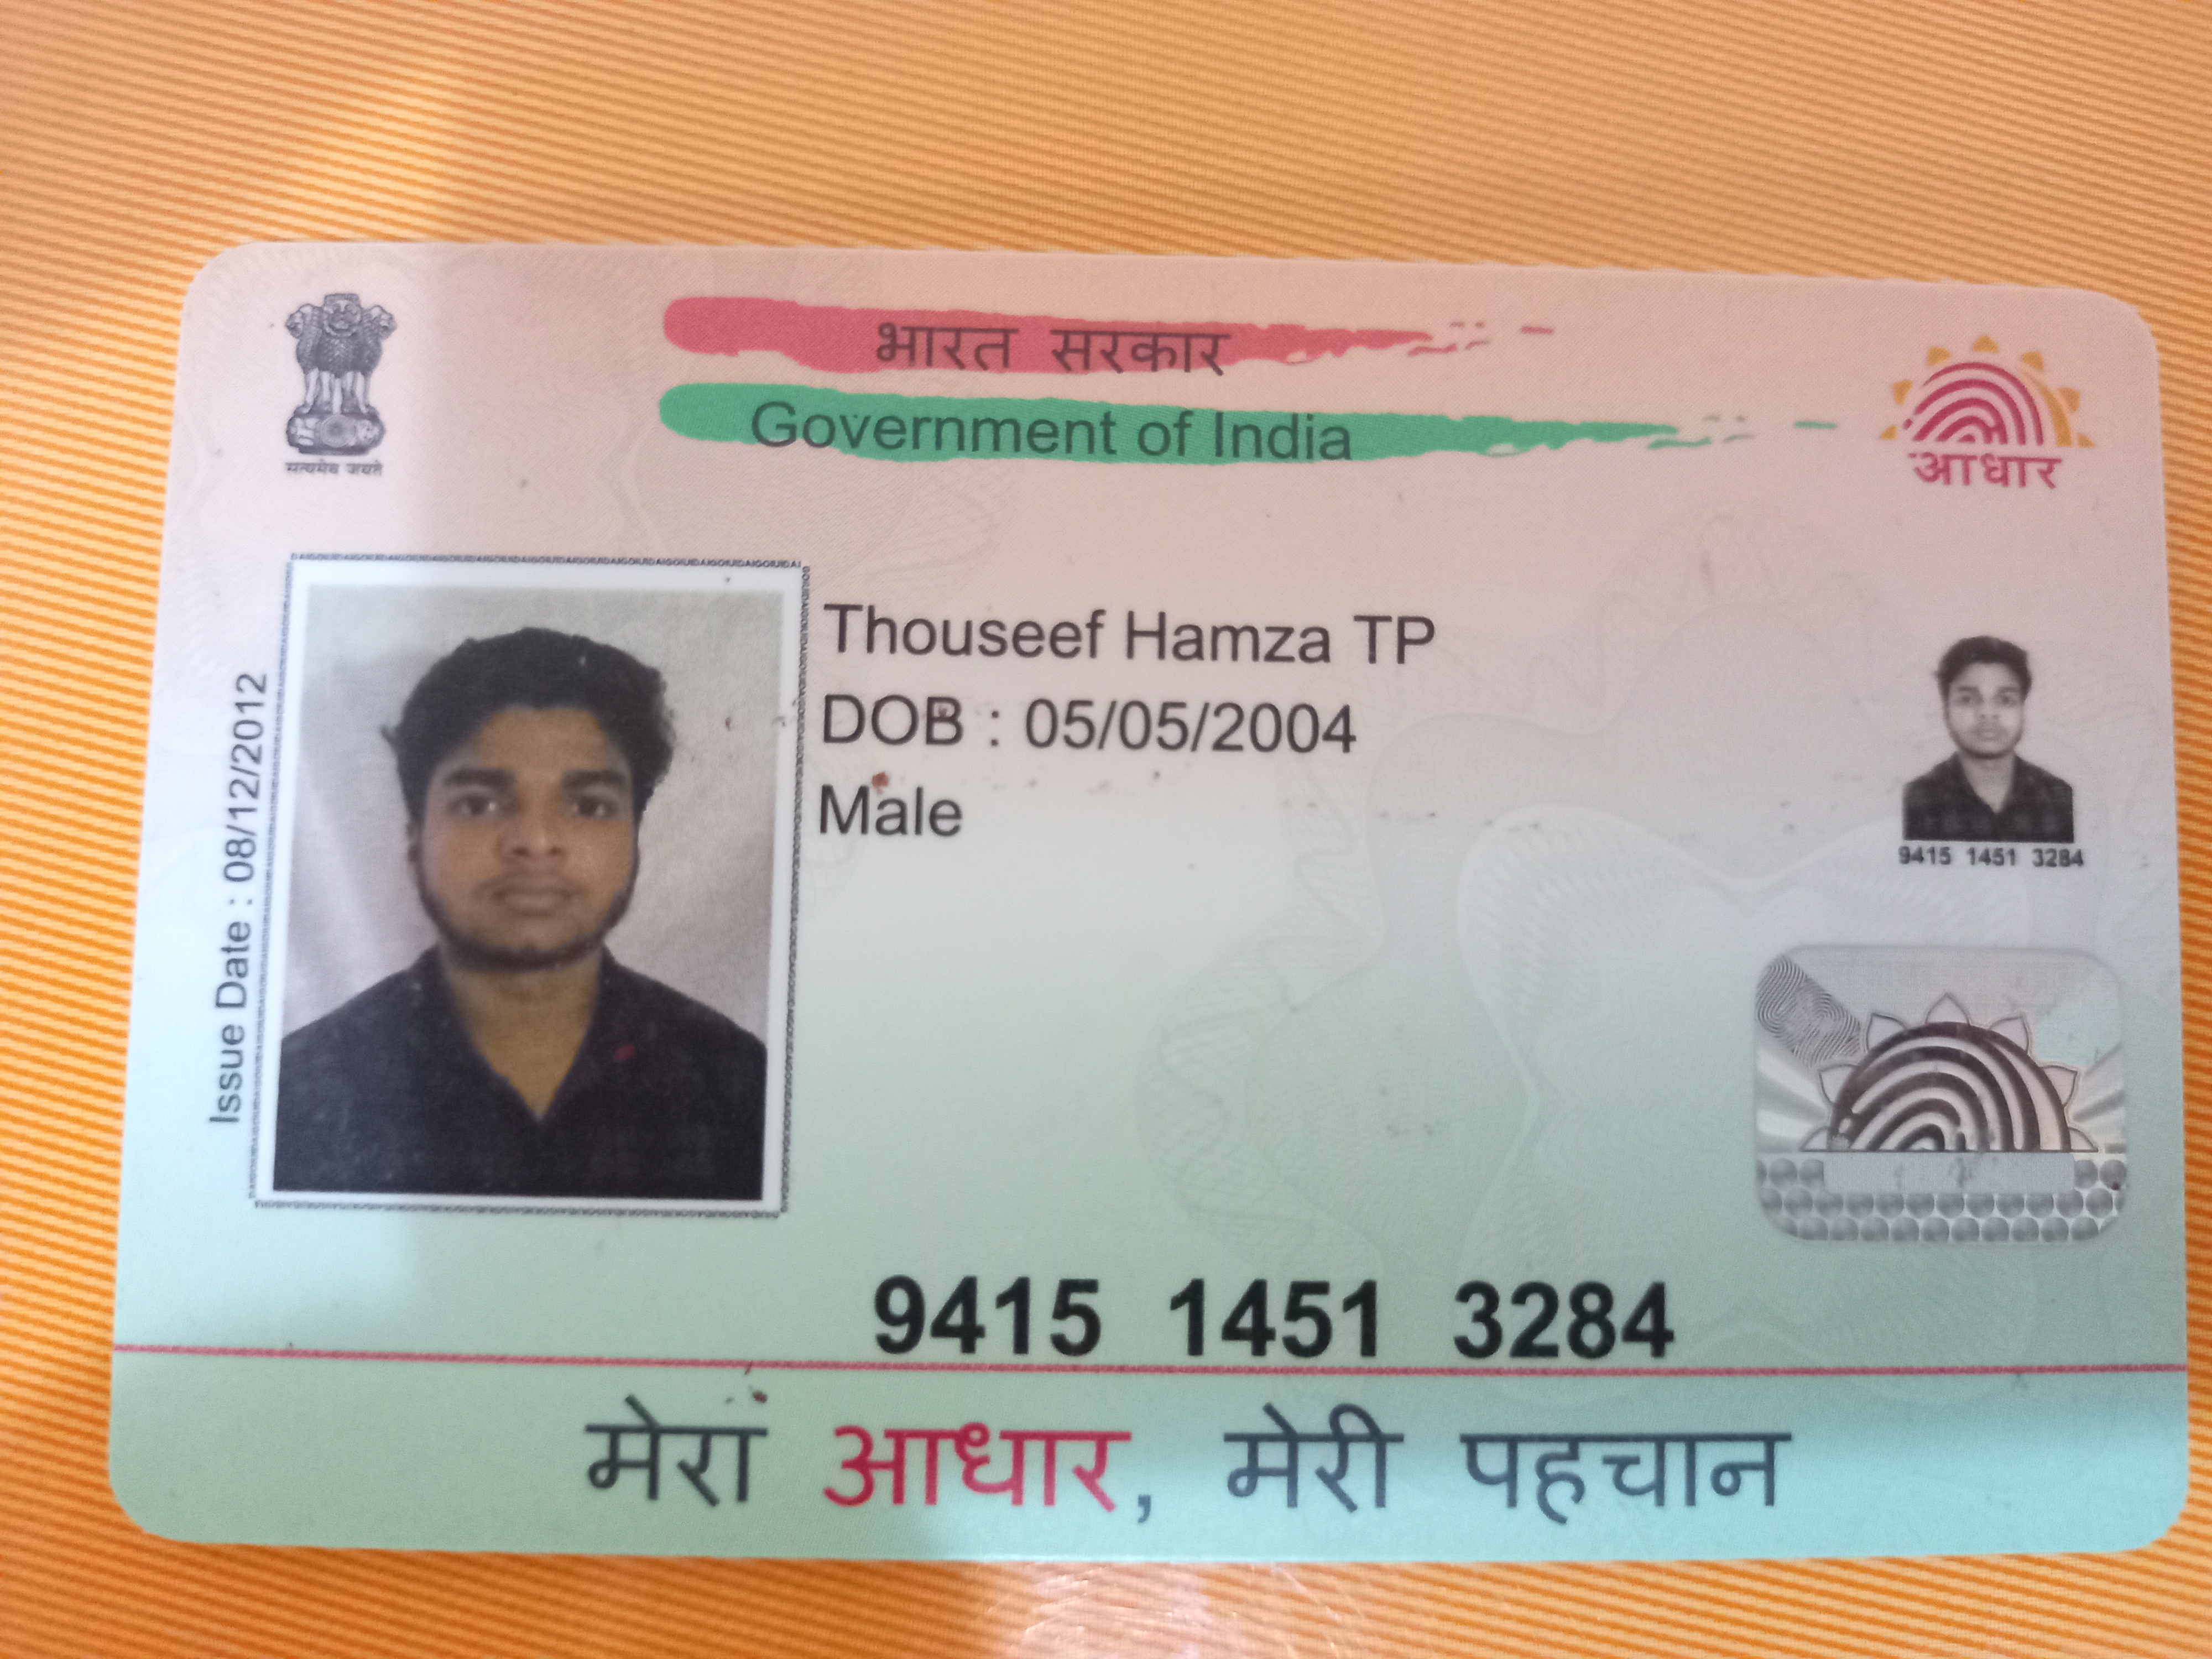 सत्यमेव जयते
भारत सरकार
Government of India
आधार
Issue Date : 08/12/2012
Thouseef Hamza TP
DOB : 05/05/2004
Male
9415 1451 3284
9415 1451 3284
मेरा आधार, मेरी पहचान